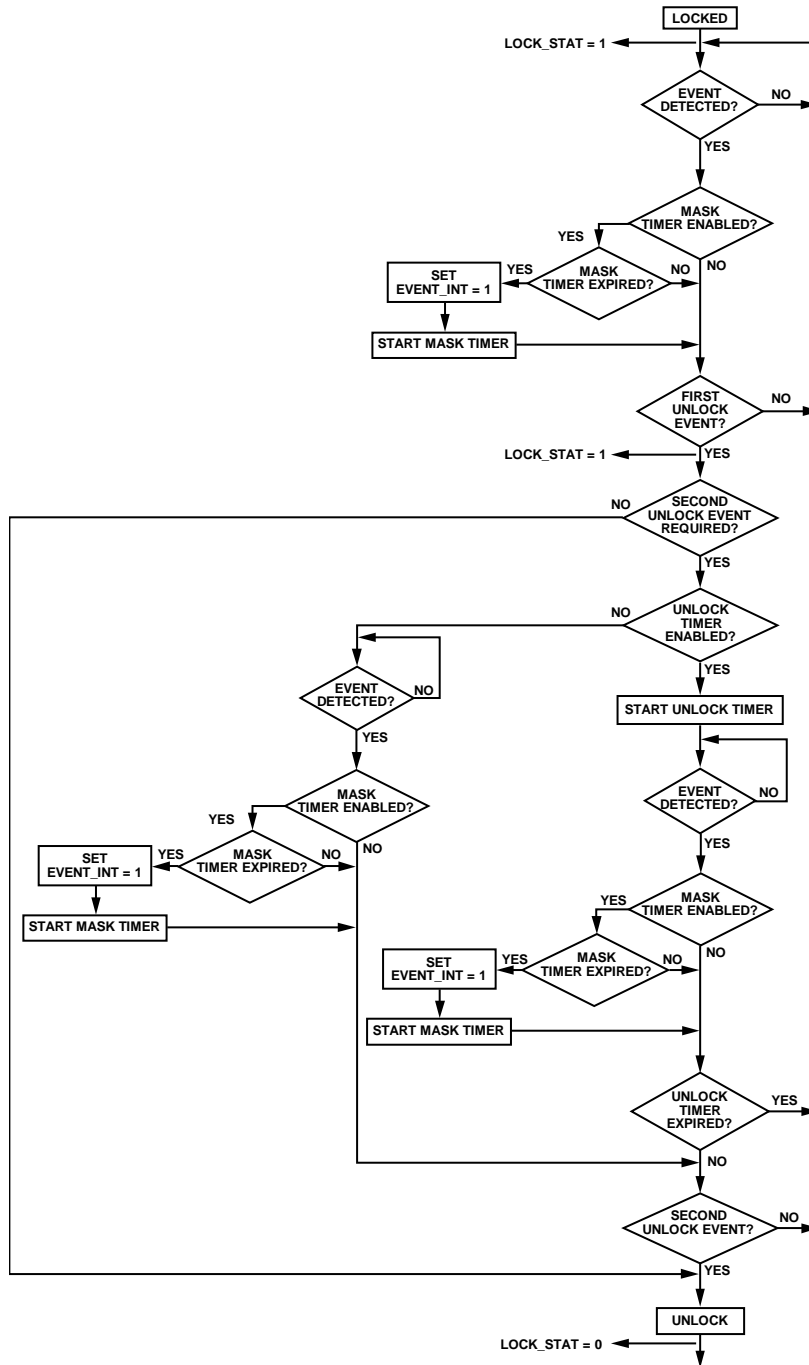 LOCKED
LOCK_STAT = 1
EVENT
DETECTED?
NO
YES
MASK
TIMER ENABLED?
YES
NO
SET
EVENT_INT = 1
YES
MASK
TIMER EXPIRED?
NO
START MASK TIMER
FIRST
UNLOCK
EVENT?
NO
LOCK_STAT = 1
YES
NO
SECOND
UNLOCK EVENT
REQUIRED?
YES
NO
UNLOCK
TIMER
ENABLED?
YES
EVENT
DETECTED?
NO
YES
START UNLOCK TIMER
EVENT
DETECTED?
NO
YES
MASK
TIMER ENABLED?
YES
NO
SET
EVENT_INT = 1
YES
MASK
TIMER EXPIRED?
NO
START MASK TIMER
MASK
TIMER ENABLED?
YES
NO
SET
EVENT_INT = 1
YES
MASK
TIMER EXPIRED?
NO
START MASK TIMER
UNLOCK
TIMER
EXPIRED?
YES
NO
SECOND
UNLOCK EVENT?
NO
YES
UNLOCK
LOCK_STAT = 0